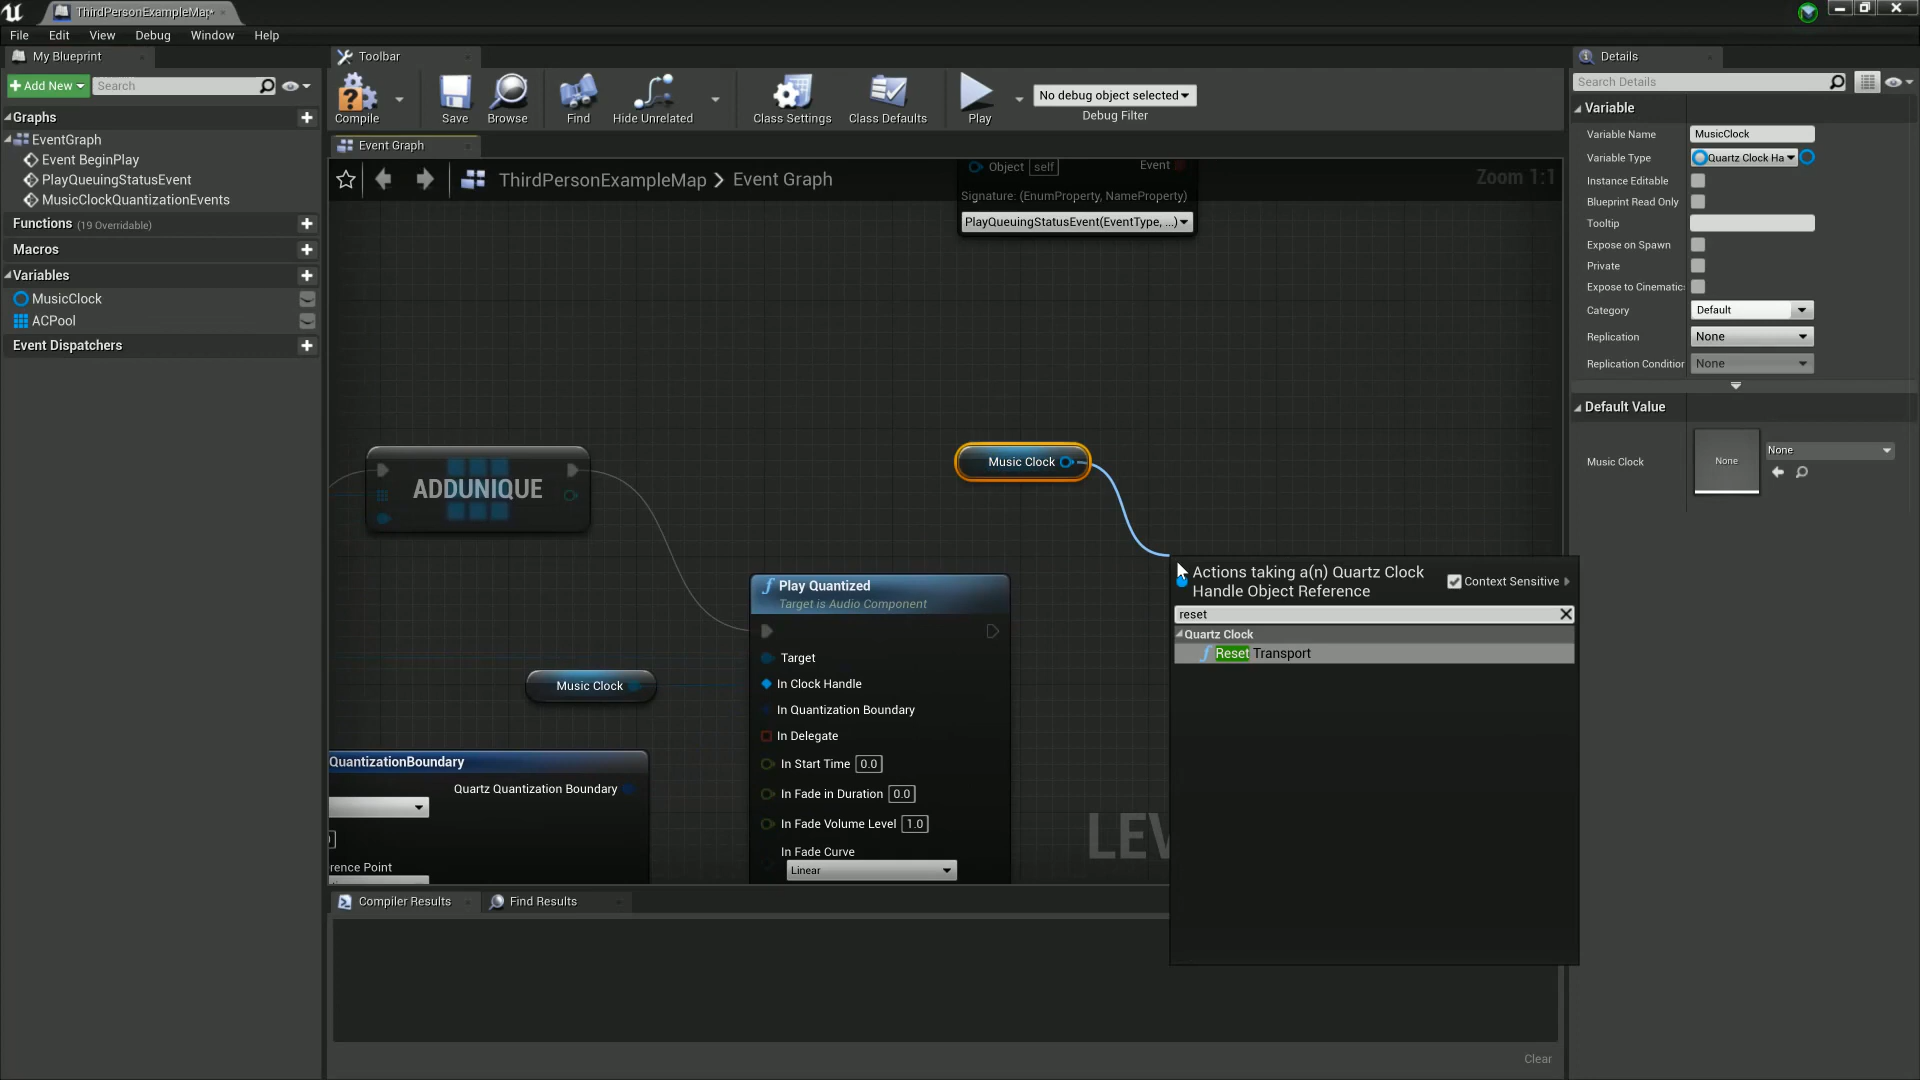 ThirdPersonExampleMap*
File Edit View Debug Window Help
My Blueprint
Add New
Search
Graphs
EventGraph
Event BeginPlay
PlayQueuingStatusEvent
MusicClockQuantizationEvents
Functions (19 Overridable)
Macros
Variables
MusicClock
ACPool
Event Dispatchers
Toolbar
Compile
Save
Browse
Find
Hide Unrelated
Class Settings
Class Defaults
Play
No debug object selected
Debug Filter
Event Graph
ThirdPersonExampleMap > Event Graph
Zoom 1:1
Object self
Event
Signature: (EnumProperty, NameProperty)
PlayQueuingStatusEvent(EventType, ...)
Music Clock
ADDUNIQUE
Play Quantized
Target is Audio Component
Target
In Clock Handle
In Quantization Boundary
In Delegate
In Start Time 0.0
In Fade in Duration 0.0
In Fade Volume Level 1.0
In Fade Curve
Linear
Music Clock
QuantizationBoundary
Quartz Quantization Boundary
rence Point
LEV
Actions taking a(n) Quartz Clock
Handle Object Reference
Context Sensitive
reset
Quartz Clock
Reset Transport
Compiler Results
Find Results
Clear
Details
Search Details
Variable
Variable Name MusicClock
Variable Type Quartz Clock Ha
Instance Editable
Blueprint Read Only
Tooltip
Expose on Spawn
Private
Expose to Cinematic
Category Default
Replication None
Replication Condition None
Default Value
Music Clock None None